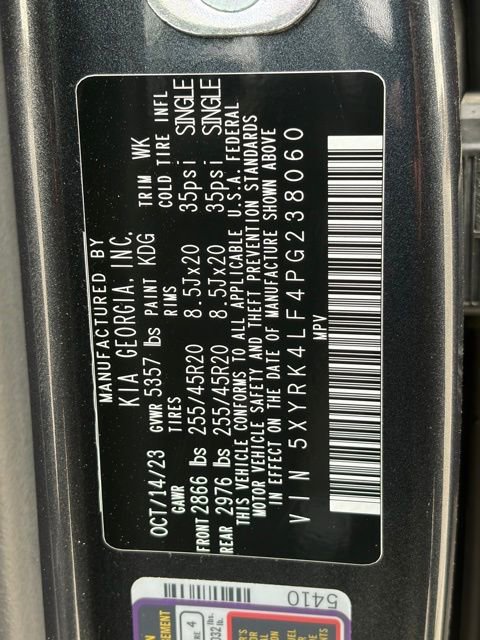 MANUFACTURED BY
KIA GEORGIA, INC.
OCT/14/23 GVWR 5357 lbs PAINT KDG TRIM WK
GAWR TIRES RIMS COLD TIRE INFL
FRONT 2866 lbs 255/45R20 8.5Jx20 35psi SINGLE
REAR 2976 lbs 255/45R20 8.5Jx20 35psi SINGLE
THIS VEHICLE CONFORMS TO ALL APPLICABLE U.S.A. FEDERAL
MOTOR VEHICLE SAFETY AND THEFT PREVENTION STANDARDS
IN EFFECT ON THE DATE OF MANUFACTURE SHOWN ABOVE
VIN 5XYRK4LF4PG238060
MPV
5410